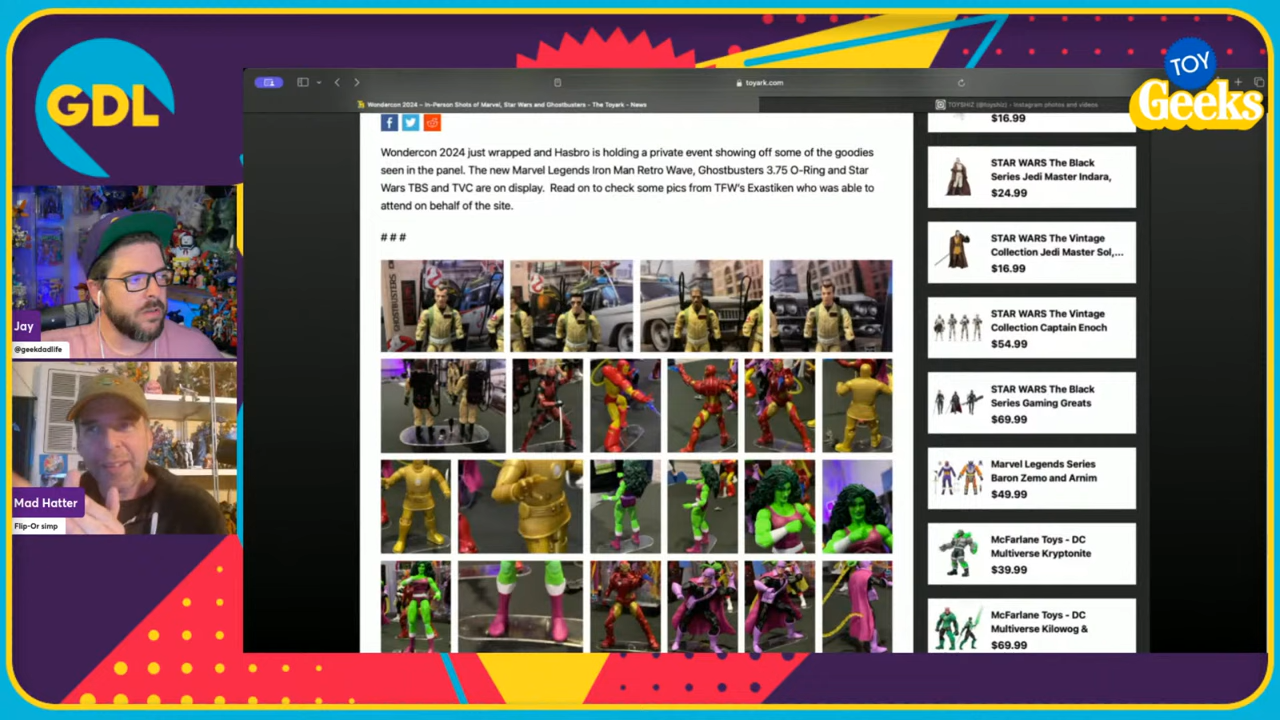 GDL
TOY
Geeks
toyark.com
Wondercon 2024 – In-Person Shots of Marvel, Star Wars and Ghostbusters - The Toyark - News
TOYSHIZ (@toyshiz) - Instagram photos and videos
Wondercon 2024 just wrapped and Hasbro is holding a private event showing off some of the goodies
seen in the panel. The new Marvel Legends Iron Man Retro Wave, Ghostbusters 3.75 O-Ring and Star
Wars TBS and TVC are on display. Read on to check some pics from TFW's Exastiken who was able to
attend on behalf of the site.
# # #
GHOSTBUSTERS
$16.99
STAR WARS The Black
Series Jedi Master Indara,
$24.99
STAR WARS The Vintage
Collection Jedi Master Sol,...
$16.99
STAR WARS The Vintage
Collection Captain Enoch
$54.99
STAR WARS The Black
Series Gaming Greats
$69.99
Marvel Legends Series
Baron Zemo and Arnim
$49.99
McFarlane Toys - DC
Multiverse Kryptonite
$39.99
McFarlane Toys - DC
Multiverse Kilowog &
$69.99
Jay
@geekdadlife
Mad Hatter
Flip-Or simp